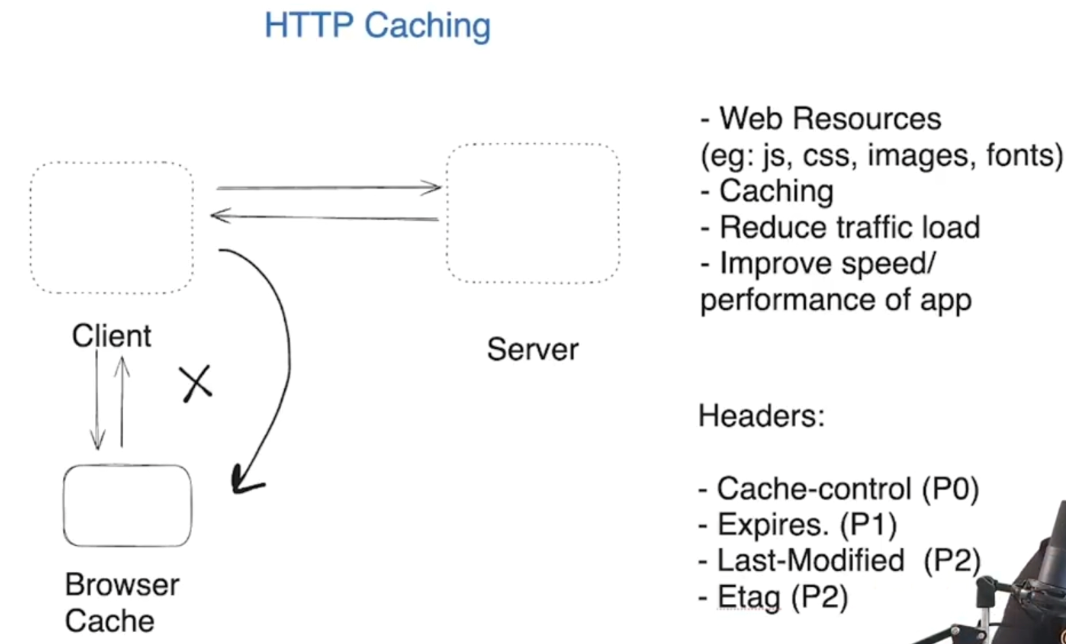 HTTP Caching
Client
Server
Browser
Cache
- Web Resources
(eg: js, css, images, fonts)
- Caching
- Reduce traffic load
- Improve speed/
performance of app
Headers:
- Cache-control (P0)
- Expires. (P1)
- Last-Modified  (P2)
- Etag (P2)